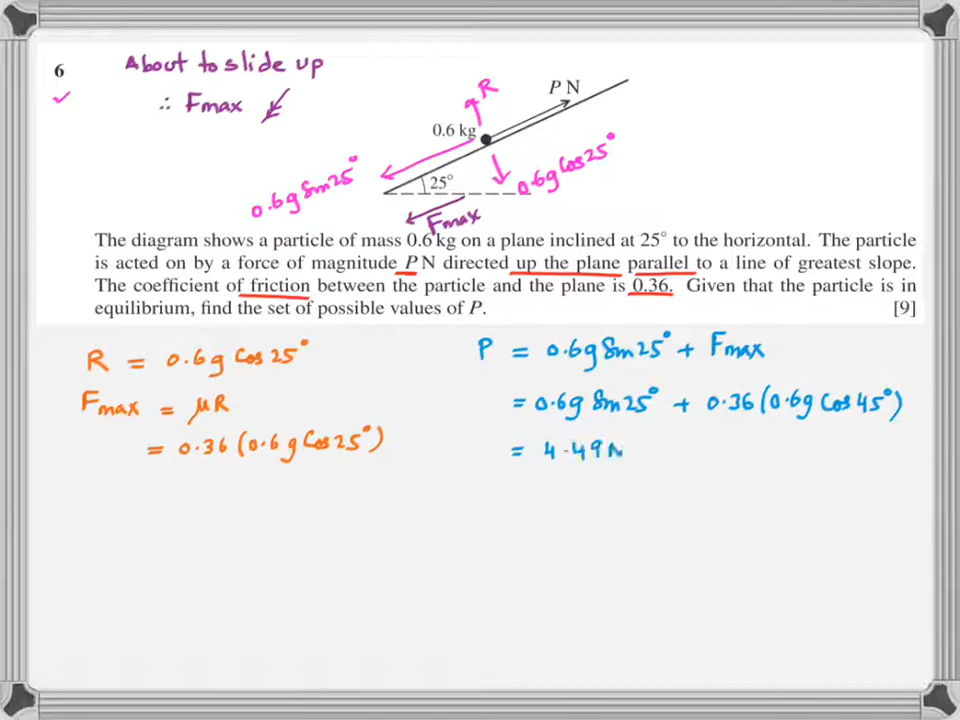 6
About to slide up
∴ Fmax
R
P N
0.6 kg
0.6g Sin25°
25°
0.6g Cos25°
Fmax
The diagram shows a particle of mass 0.6 kg on a plane inclined at 25° to the horizontal. The particle
is acted on by a force of magnitude P N directed up the plane parallel to a line of greatest slope.
The coefficient of friction between the particle and the plane is 0.36. Given that the particle is in
equilibrium, find the set of possible values of P. [9]
R = 0.6g Cos25°
Fmax = μR
= 0.36(0.6g Cos25°)
P = 0.6g Sin25° + Fmax
= 0.6g Sin25° + 0.36(0.6g Cos45°)
= 4.49N